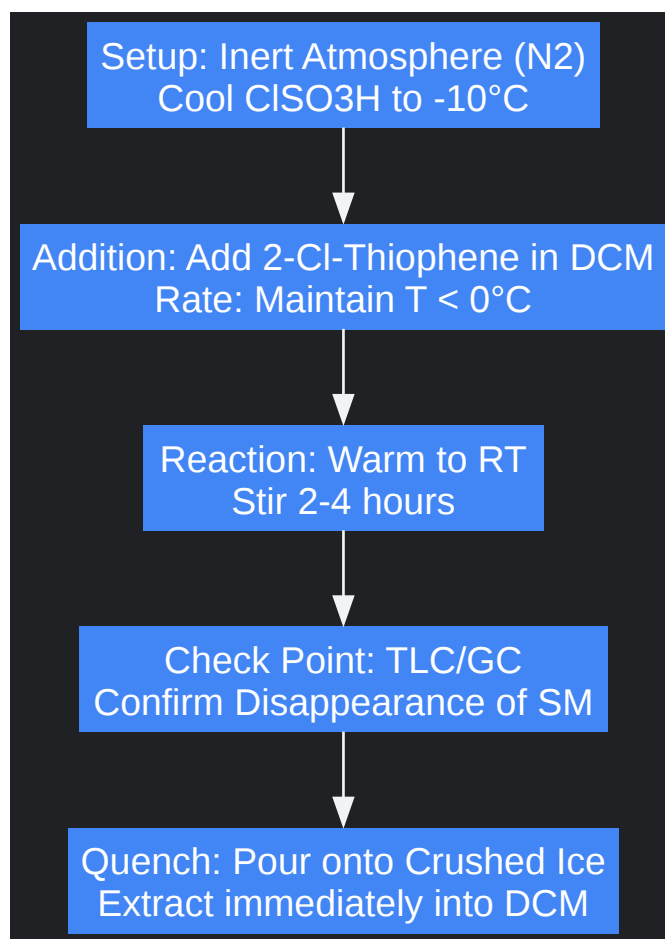 Setup: Inert Atmosphere (N2)
Cool ClSO3H to -10°C
Addition: Add 2-Cl-Thiophene in DCM
Rate: Maintain T < 0°C
Reaction: Warm to RT
Stir 2-4 hours
Check Point: TLC/GC
Confirm Disappearance of SM
Quench: Pour onto Crushed Ice
Extract immediately into DCM